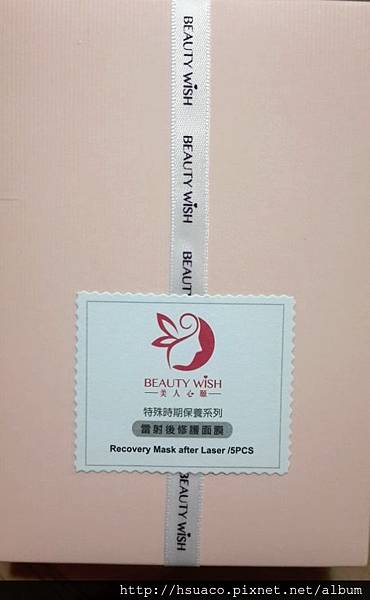 BEAUTY WISH
BEAUTY WISH
BEAUTY WISH
BEAUTY WISH
美人心願
特殊時期保養系列
雷射後修護面膜
Recovery Mask after Laser /5PCS
BEAUTY WISH
http://hsuaco.pixnet.net/album